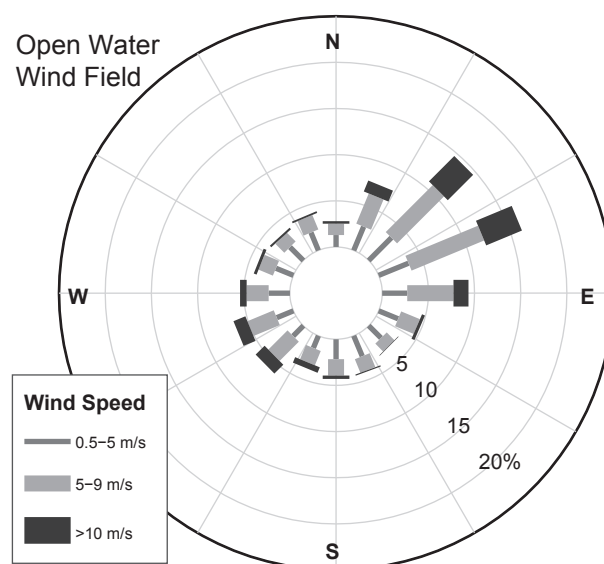 Open Water
Wind Field
N
W
E
5
10
15
20%
S
Wind Speed
0.5–5 m/s
5–9 m/s
>10 m/s